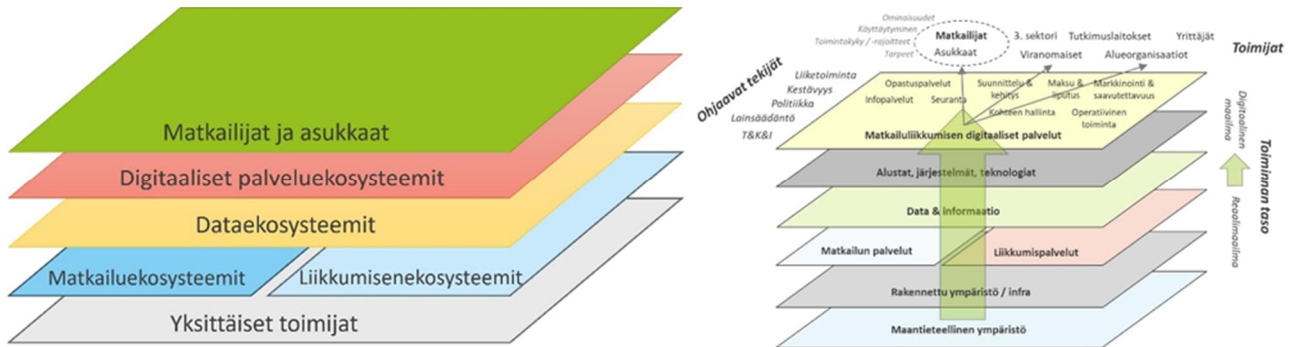 Matkailijat ja asukkaat
Digitaaliset palveluekosysteemit
Dataekosysteemit
Matkailuekosysteemit
Liikkumisenekosysteemit
Yksittäiset toimijat
Ominaisuudet
Käyttäytyminen
Toimintakyky / -rajoitteet
Tarpeet
Matkailijat
Asukkaat
3. sektori
Tutkimuslaitokset
Yrittäjät
Viranomaiset
Alueorganisaatiot
Toimijat
Ohjaavat tekijät
Liiketoiminta
Kestävyys
Politiikka
Lainsäädäntö
T&K&I
Opastuspalvelut
Suunnittelu &
kehitys
Maksu &
liputus
Markkinointi &
saavutettavuus
Infopalvelut
Seuranta
Kohteen hallinta
Operatiivinen
toiminta
Matkailuliikkumisen digitaaliset palvelut
Alustat, järjestelmät, teknologiat
Data & informaatio
Matkailun palvelut
Liikkumispalvelut
Rakennettu ympäristö / infra
Maantieteellinen ympäristö
Digitaalinen
maailma
Reaalimaailma
Toiminnan taso